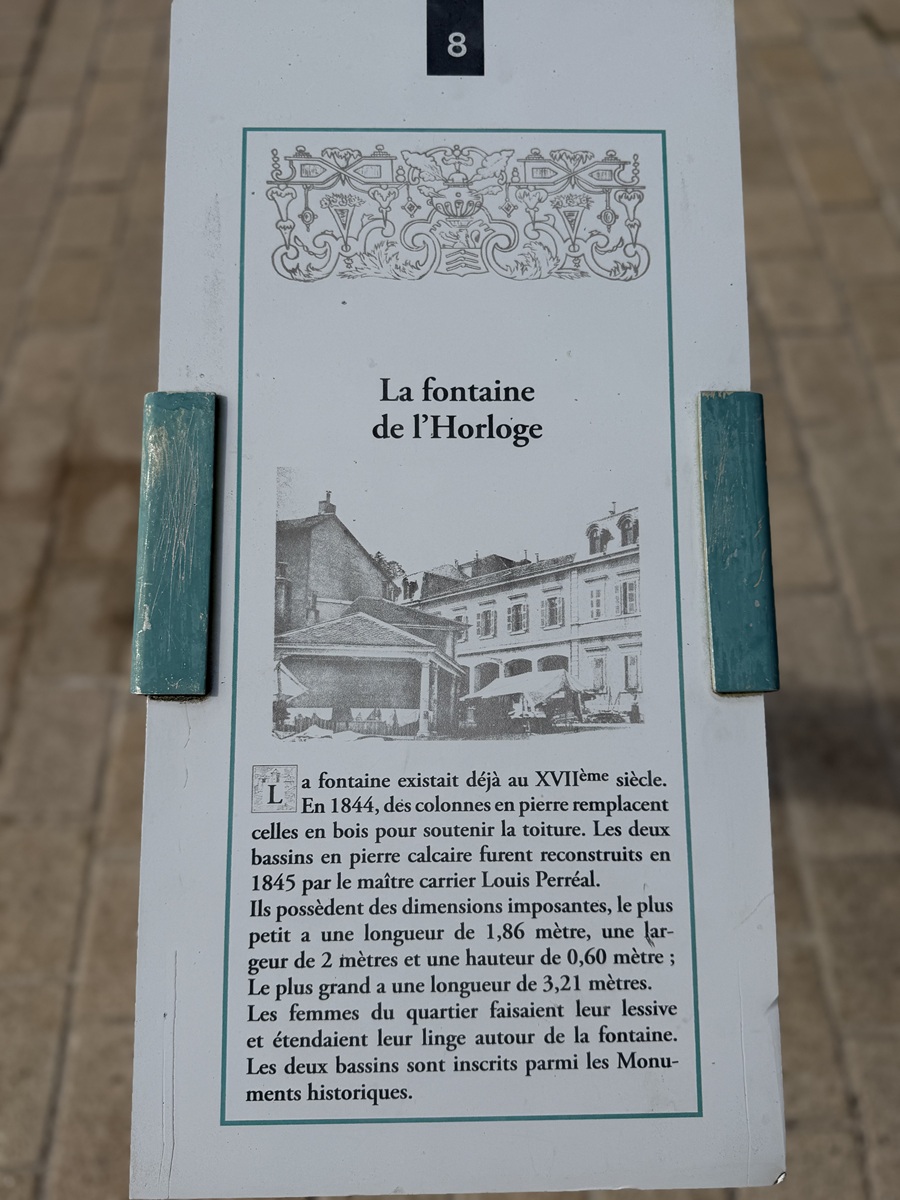 8
La fontaine
de l’Horloge
La fontaine existait déjà au XVIIème siècle.
En 1844, des colonnes en pierre remplacent
celles en bois pour soutenir la toiture. Les deux
bassins en pierre calcaire furent reconstruits en
1845 par le maître carrier Louis Perréal.
Ils possèdent des dimensions imposantes, le plus
petit a une longueur de 1,86 mètre, une lar-
geur de 2 mètres et une hauteur de 0,60 mètre ;
Le plus grand a une longueur de 3,21 mètres.
Les femmes du quartier faisaient leur lessive
et étendaient leur linge autour de la fontaine.
Les deux bassins sont inscrits parmi les Monu-
ments historiques.